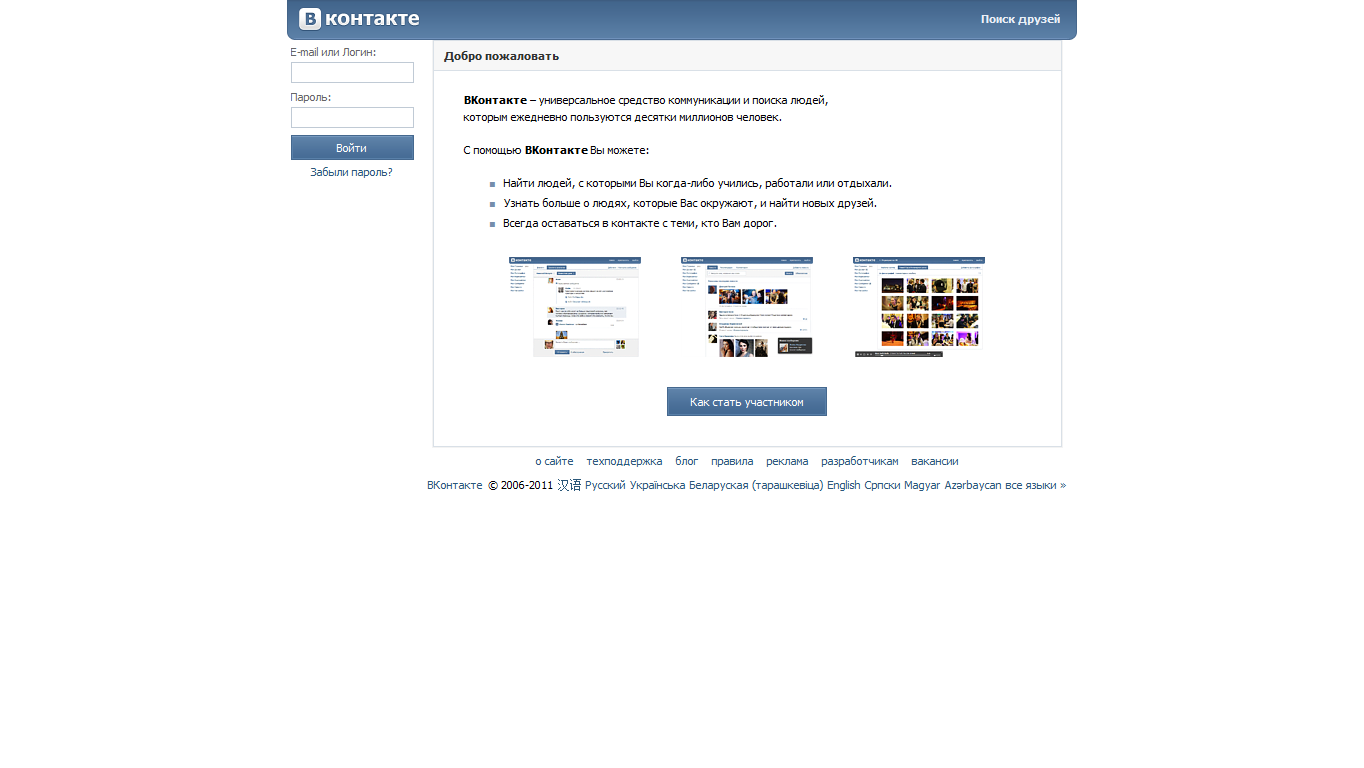 В контакте
Поиск друзей
E-mail или Логин:
Пароль:
Войти
Забыли пароль?
Добро пожаловать
ВКонтакте – универсальное средство коммуникации и поиска людей,
которым ежедневно пользуются десятки миллионов человек.
С помощью ВКонтакте Вы можете:
Найти людей, с которыми Вы когда-либо учились, работали или отдыхали.
Узнать больше о людях, которые Вас окружают, и найти новых друзей.
Всегда оставаться в контакте с теми, кто Вам дорог.
Как стать участником
о сайте техподдержка блог правила реклама разработчикам вакансии
ВКонтакте © 2006-2011 汉语 Русский Українська Беларуская (тарашкевіца) English Српски Magyar Azərbaycan все языки »